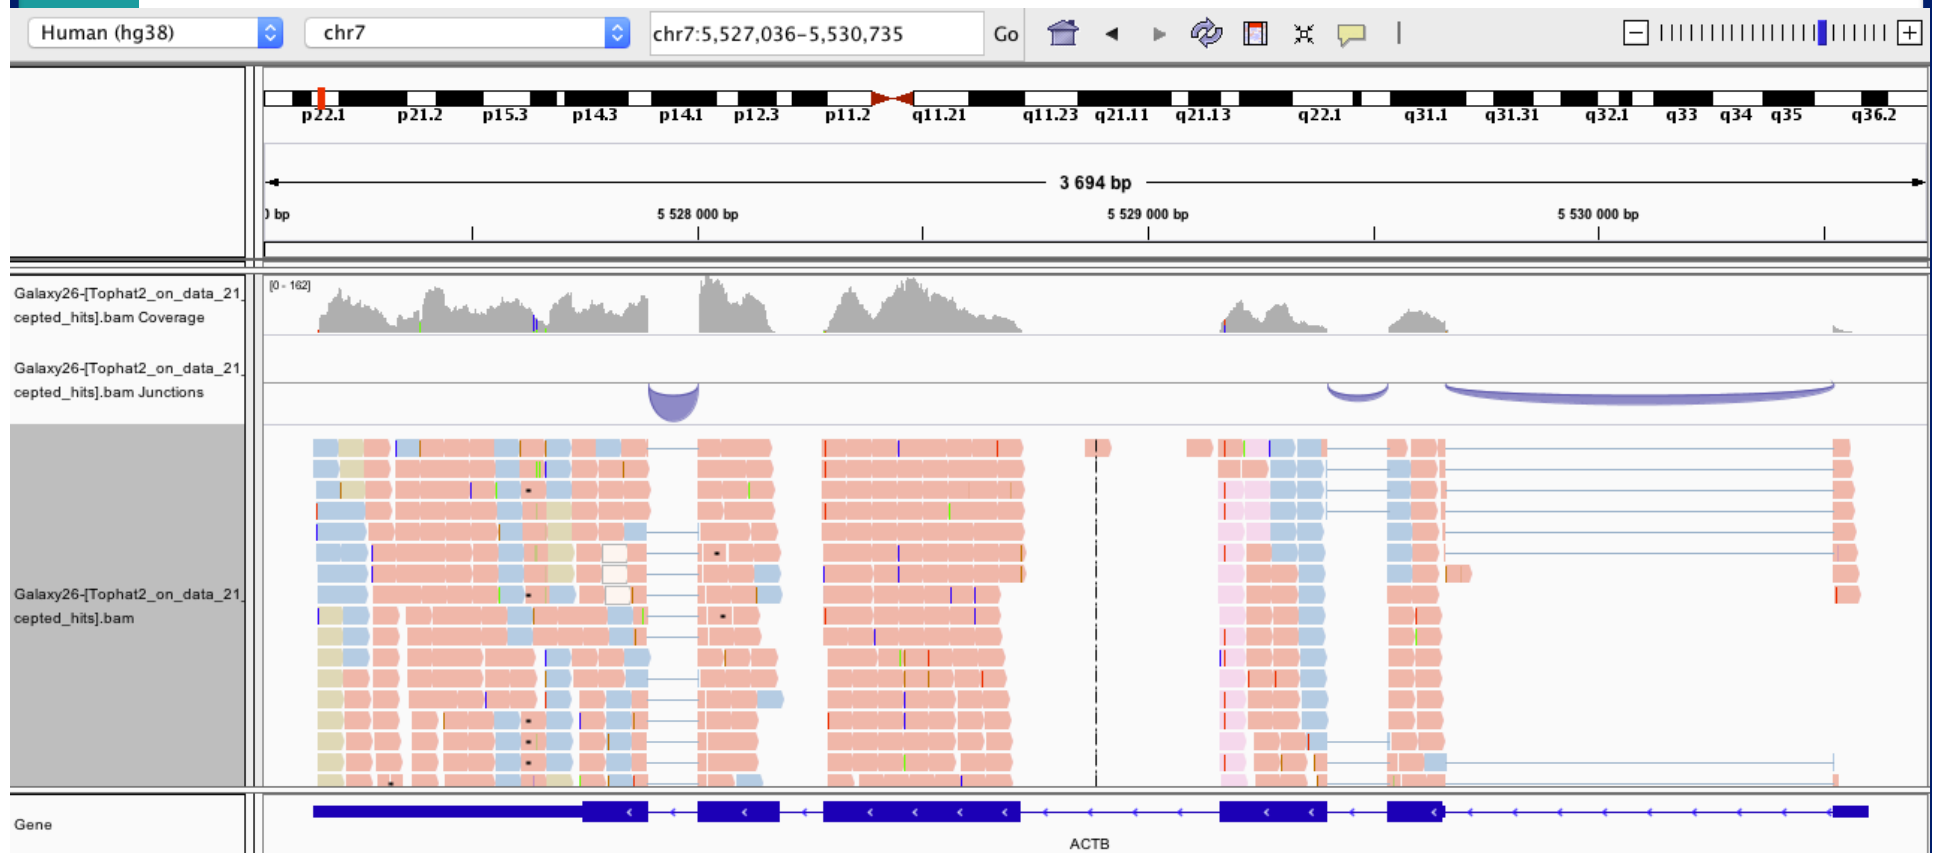 Human (hg38) chr7 chr7:5,527,036-5,530,735 Go
p22.1 p21.2 p15.3 p14.3 p14.1 p12.3 p11.2 q11.21 q11.23 q21.11 q21.13 q22.1 q31.1 q31.31 q32.1 q33 q34 q35 q36.2
3 694 bp
0 bp 5 528 000 bp 5 529 000 bp 5 530 000 bp
Galaxy26-[Tophat2_on_data_21_
cepted_hits].bam Coverage
[0 - 162]
Galaxy26-[Tophat2_on_data_21_
cepted_hits].bam Junctions
Galaxy26-[Tophat2_on_data_21_
cepted_hits].bam
Gene
ACTB